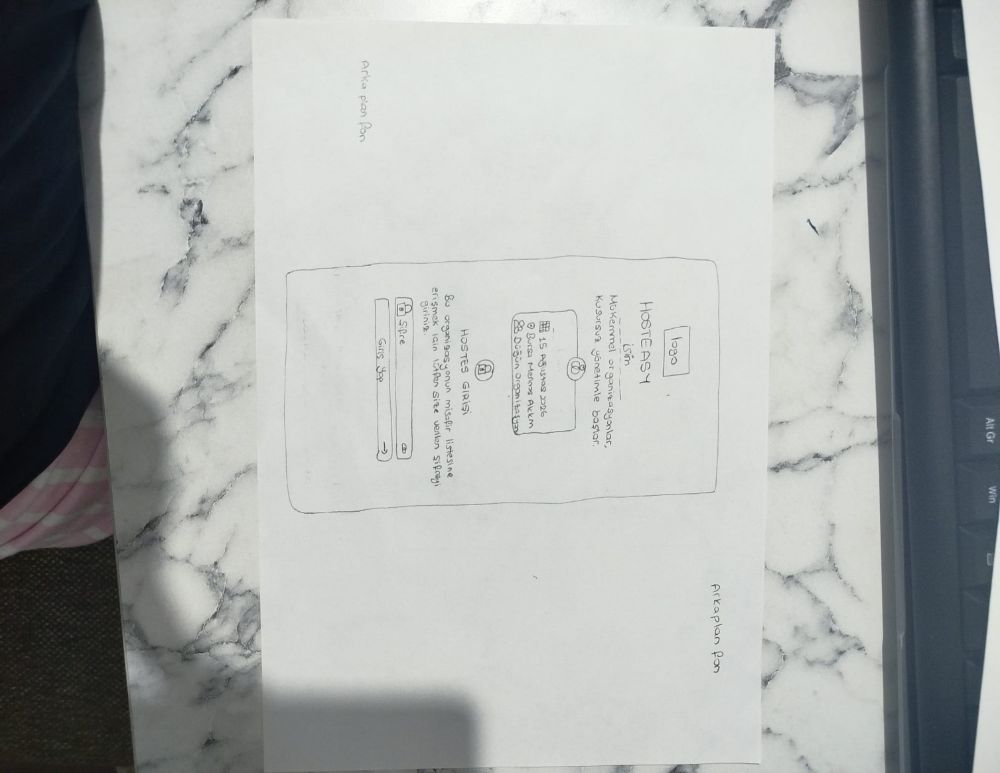 Arkaplan fon
logo
HOSTEASY
isim
Mükemmel organizasyonlar,
kusursuz yönetimle başlar.
15 Ağustos 2026
Bursa Merinos Akkm
Düğün Organizasyon
HOSTES GİRİŞİ
Bu organizasyonun misafir listesine
erişmek için lütfen size verilen şifreyi
giriniz.
Şifre
Giriş Yap
Arka plan fon
Alt Gr
Win